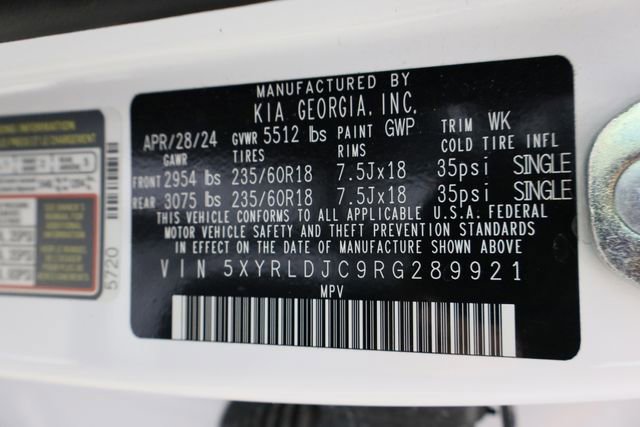 MANUFACTURED BY
KIA GEORGIA, INC.
APR/28/24 GVWR 5512 lbs PAINT GWP TRIM WK
GAWR TIRES RIMS COLD TIRE INFL
FRONT 2954 lbs 235/60R18 7.5Jx18 35psi SINGLE
REAR 3075 lbs 235/60R18 7.5Jx18 35psi SINGLE
THIS VEHICLE CONFORMS TO ALL APPLICABLE U.S.A. FEDERAL
MOTOR VEHICLE SAFETY AND THEFT PREVENTION STANDARDS
IN EFFECT ON THE DATE OF MANUFACTURE SHOWN ABOVE
VIN 5XYRLDJC9RG289921
MPV
5720